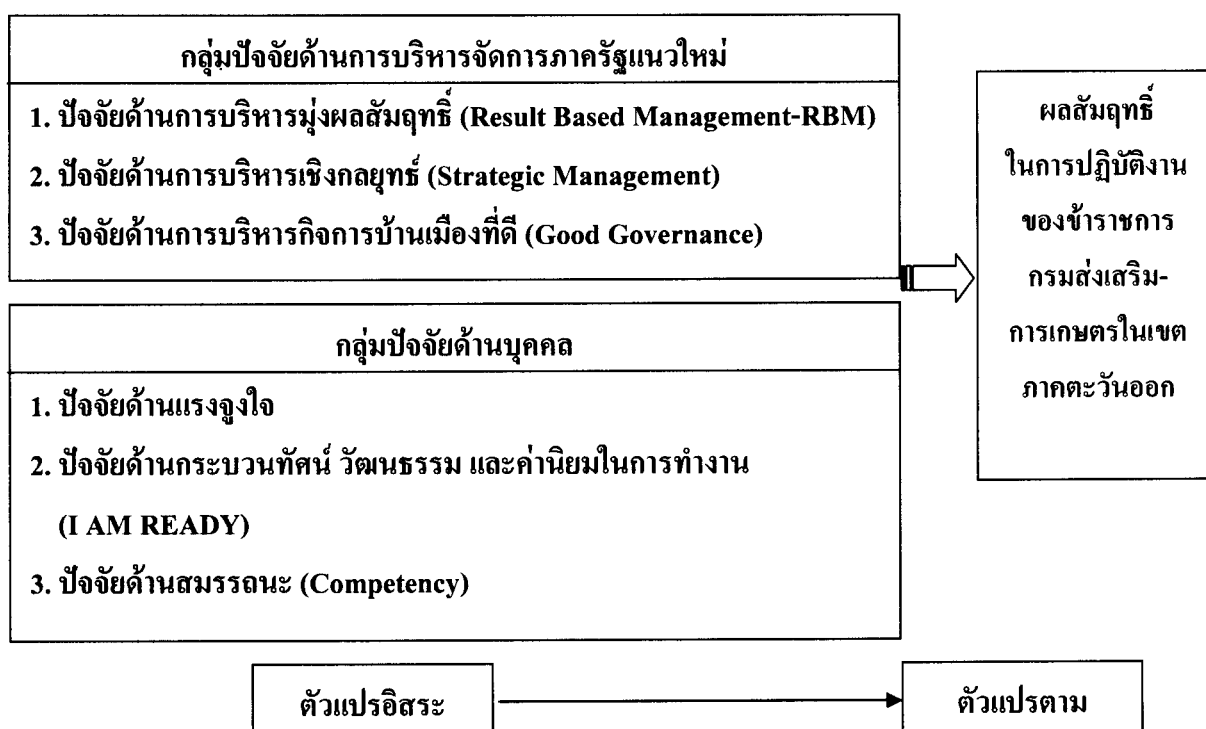 กลุ่มปัจจัยด้านการบริหารจัดการภาครัฐแนวใหม่
1. ปัจจัยด้านการบริหารมุ่งผลสัมฤทธิ์ (Result Based Management-RBM)
2. ปัจจัยด้านการบริหารเชิงกลยุทธ์ (Strategic Management)
3. ปัจจัยด้านการบริหารกิจการบ้านเมืองที่ดี (Good Governance)
กลุ่มปัจจัยด้านบุคคล
1. ปัจจัยด้านแรงจูงใจ
2. ปัจจัยด้านกระบวนทัศน์ วัฒนธรรม และค่านิยมในการทำงาน
(I AM READY)
3. ปัจจัยด้านสมรรถนะ (Competency)
ผลสัมฤทธิ์
ในการปฏิบัติงาน
ของข้าราชการ
กรมส่งเสริม-
การเกษตรในเขต
ภาคตะวันออก
ตัวแปรอิสระ
ตัวแปรตาม